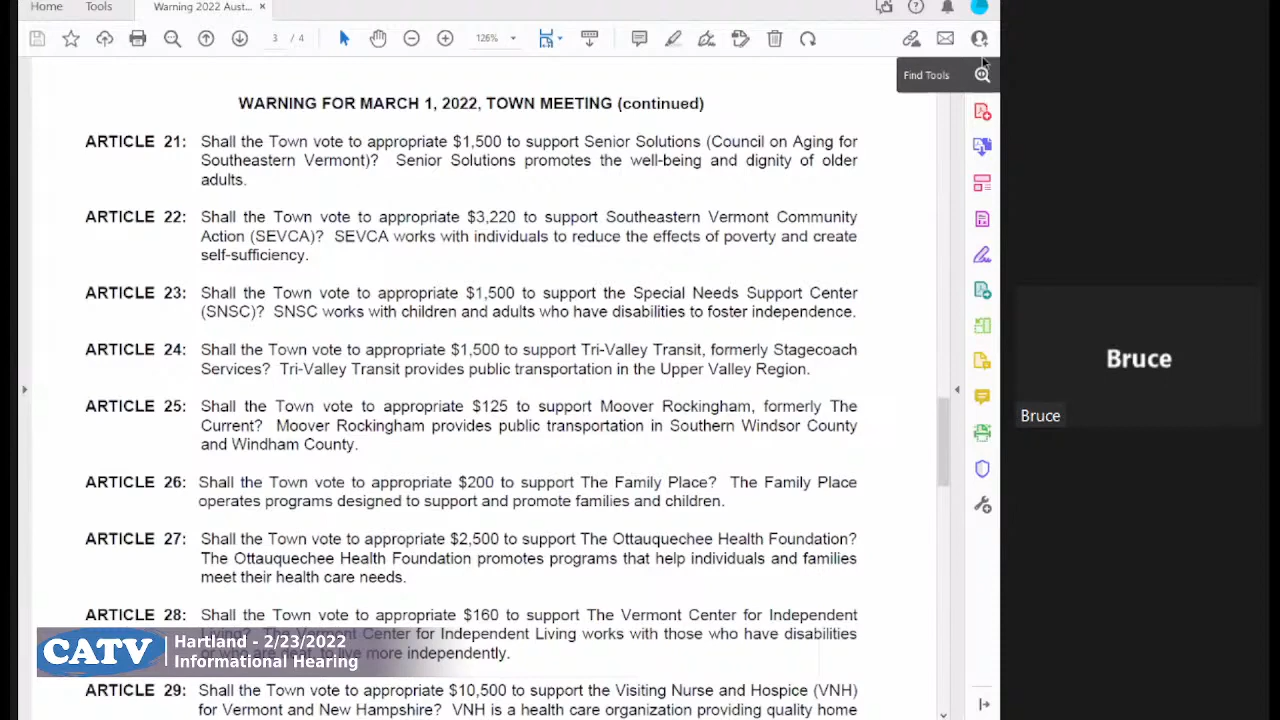 Home Tools Warning 2022 Aust... ×
3 / 4 126%
Find Tools
WARNING FOR MARCH 1, 2022, TOWN MEETING (continued)
ARTICLE 21: Shall the Town vote to appropriate $1,500 to support Senior Solutions (Council on Aging for
Southeastern Vermont)? Senior Solutions promotes the well-being and dignity of older
adults.
ARTICLE 22: Shall the Town vote to appropriate $3,220 to support Southeastern Vermont Community
Action (SEVCA)? SEVCA works with individuals to reduce the effects of poverty and create
self-sufficiency.
ARTICLE 23: Shall the Town vote to appropriate $1,500 to support the Special Needs Support Center
(SNSC)? SNSC works with children and adults who have disabilities to foster independence.
ARTICLE 24: Shall the Town vote to appropriate $1,500 to support Tri-Valley Transit, formerly Stagecoach
Services? Tri-Valley Transit provides public transportation in the Upper Valley Region.
ARTICLE 25: Shall the Town vote to appropriate $125 to support Moover Rockingham, formerly The
Current? Moover Rockingham provides public transportation in Southern Windsor County
and Windham County.
ARTICLE 26: Shall the Town vote to appropriate $200 to support The Family Place? The Family Place
operates programs designed to support and promote families and children.
ARTICLE 27: Shall the Town vote to appropriate $2,500 to support The Ottauquechee Health Foundation?
The Ottauquechee Health Foundation promotes programs that help individuals and families
meet their health care needs.
ARTICLE 28: Shall the Town vote to appropriate $160 to support The Vermont Center for Independent
Living? The Vermont Center for Independent Living works with those who have disabilities
or who are deaf, to live more independently.
ARTICLE 29: Shall the Town vote to appropriate $10,500 to support the Visiting Nurse and Hospice (VNH)
for Vermont and New Hampshire? VNH is a health care organization providing quality home
CATV
Hartland - 2/23/2022
Informational Hearing
Bruce
Bruce